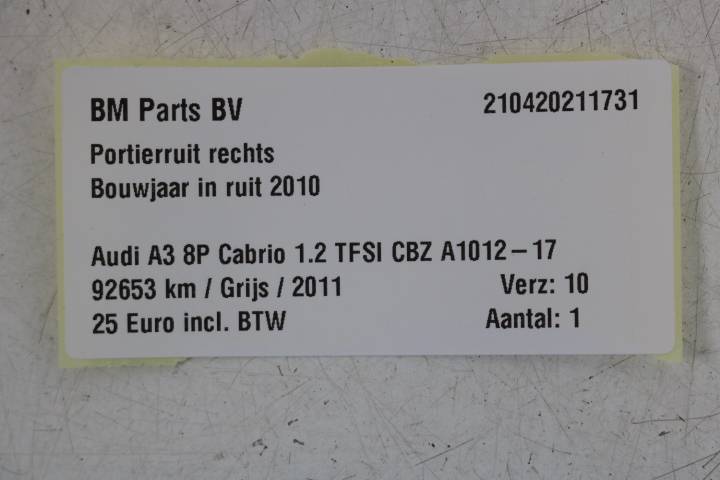 BM Parts BV 210420211731
Portierruit rechts
Bouwjaar in ruit 2010
Audi A3 8P Cabrio 1.2 TFSI CBZ A1012-17
92653 km / Grijs / 2011 Verz: 10
25 Euro incl. BTW Aantal: 1